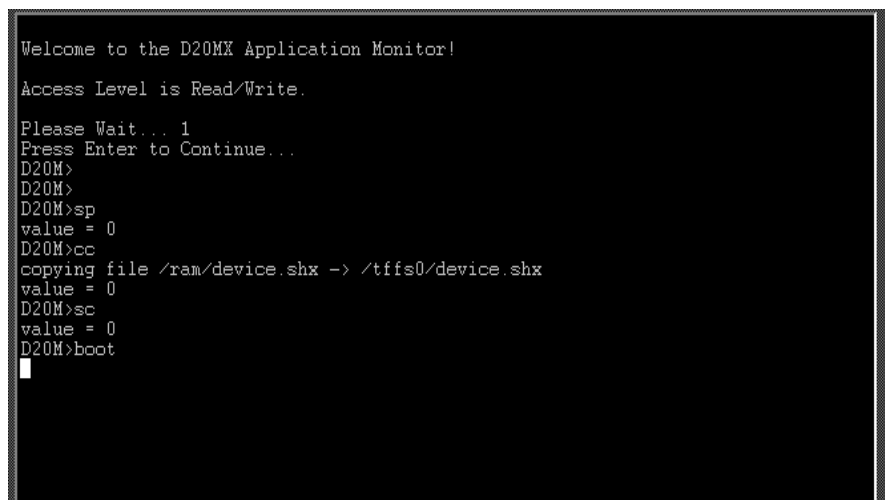 Welcome to the D20MX Application Monitor!
Access Level is Read/Write.
Please Wait... 1
Press Enter to Continue...
D20M>
D20M>
D20M>sp
value = 0
D20M>cc
copying file /ram/device.shx -> /tffs0/device.shx
value = 0
D20M>sc
value = 0
D20M>boot